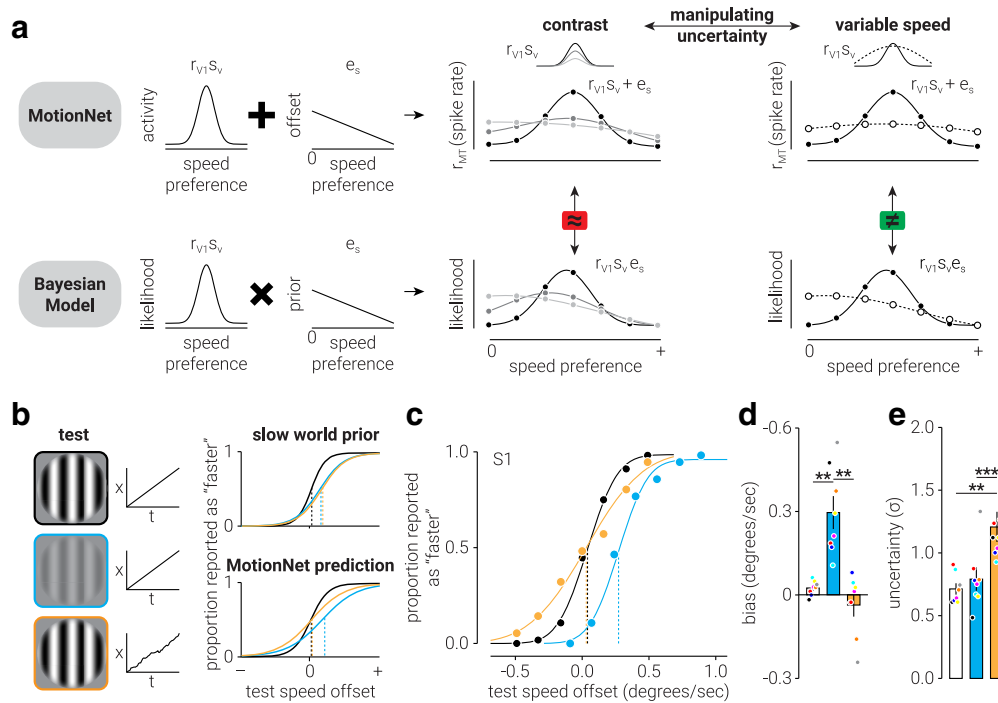 a
contrast
manipulating
uncertainty
variable speed
MotionNet
activity
rV1sv
speed
preference
offset
es
0
speed
preference
rV1sv
rMT(spike rate)
rV1sv + es
rV1sv
rMT(spike rate)
rV1sv + es
≈
≠
Bayesian
Model
likelihood
rV1sv
speed
preference
prior
es
speed
preference
likelihood
rV1sves
likelihood
rV1sves
0
+
speed preference
0
+
speed preference
b
test
x
t
x
t
x
t
proportion reported as "faster"
slow world prior
1
0
MotionNet prediction
1
0
−
0
+
test speed offset
c
S1
proportion reported
as "faster"
1.0
0.5
0.0
-0.5
0.0
0.5
1.0
test speed offset (degrees/sec)
d
bias (degrees/sec)
-0.6
0.3
0
-0.3
**
**
e
uncertainty (σ)
2.0
1.5
1.0
0.5
0.0
***
**